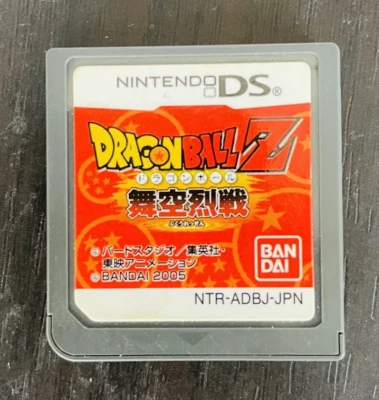 NINTENDO DS®
DRAGON BALL Z
ドラゴンボール
舞空烈戦
ぶくうれっせん
© バードスタジオ / 集英社・
東映アニメーション
© BANDAI 2005
BAN
DAI
NTR-ADBJ-JPN